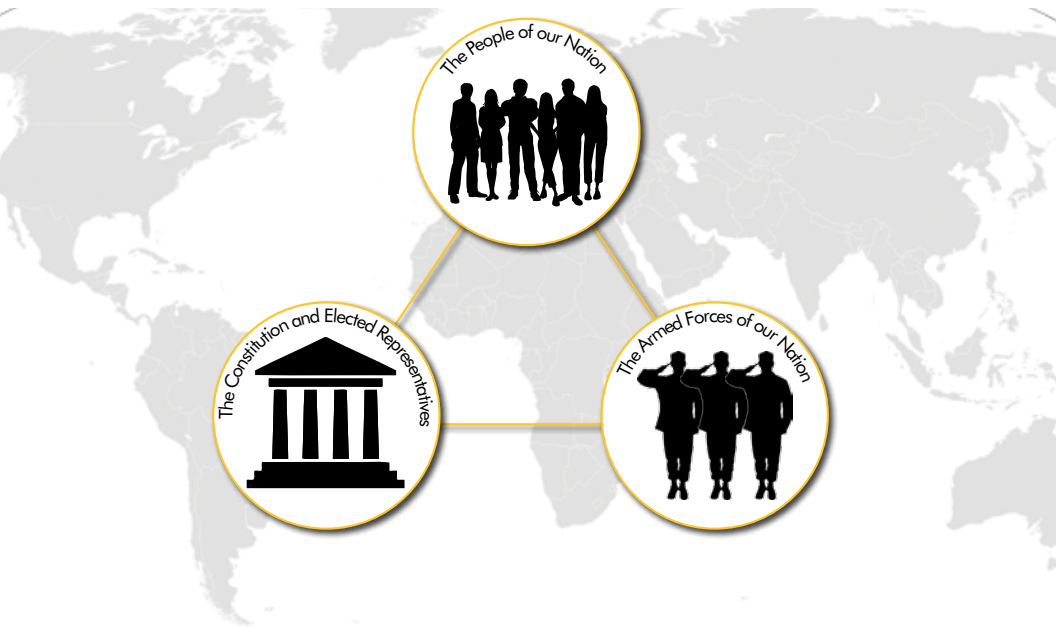 The People of our Nation
The Constitution and Elected Representatives
The Armed Forces of our Nation